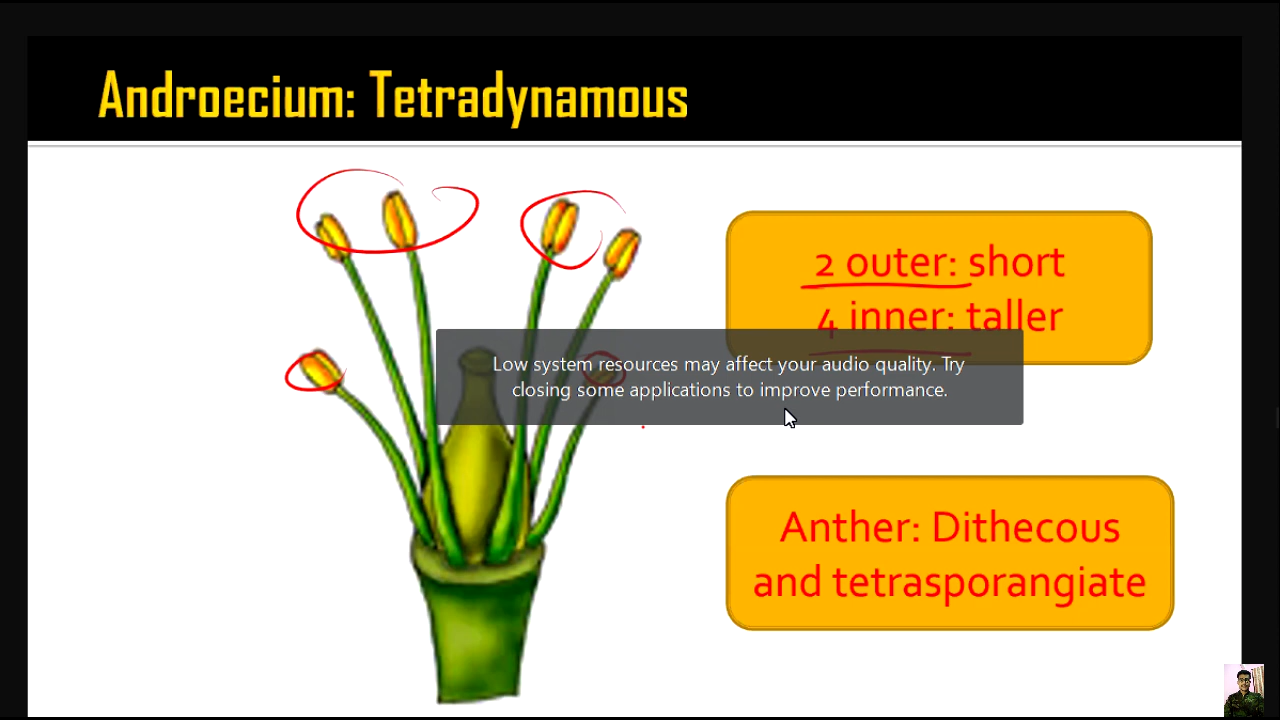 Androecium: Tetradynamous
2 outer: short
4 inner: taller
Low system resources may affect your audio quality. Try
closing some applications to improve performance.
Anther: Dithecous
and tetrasporangiate